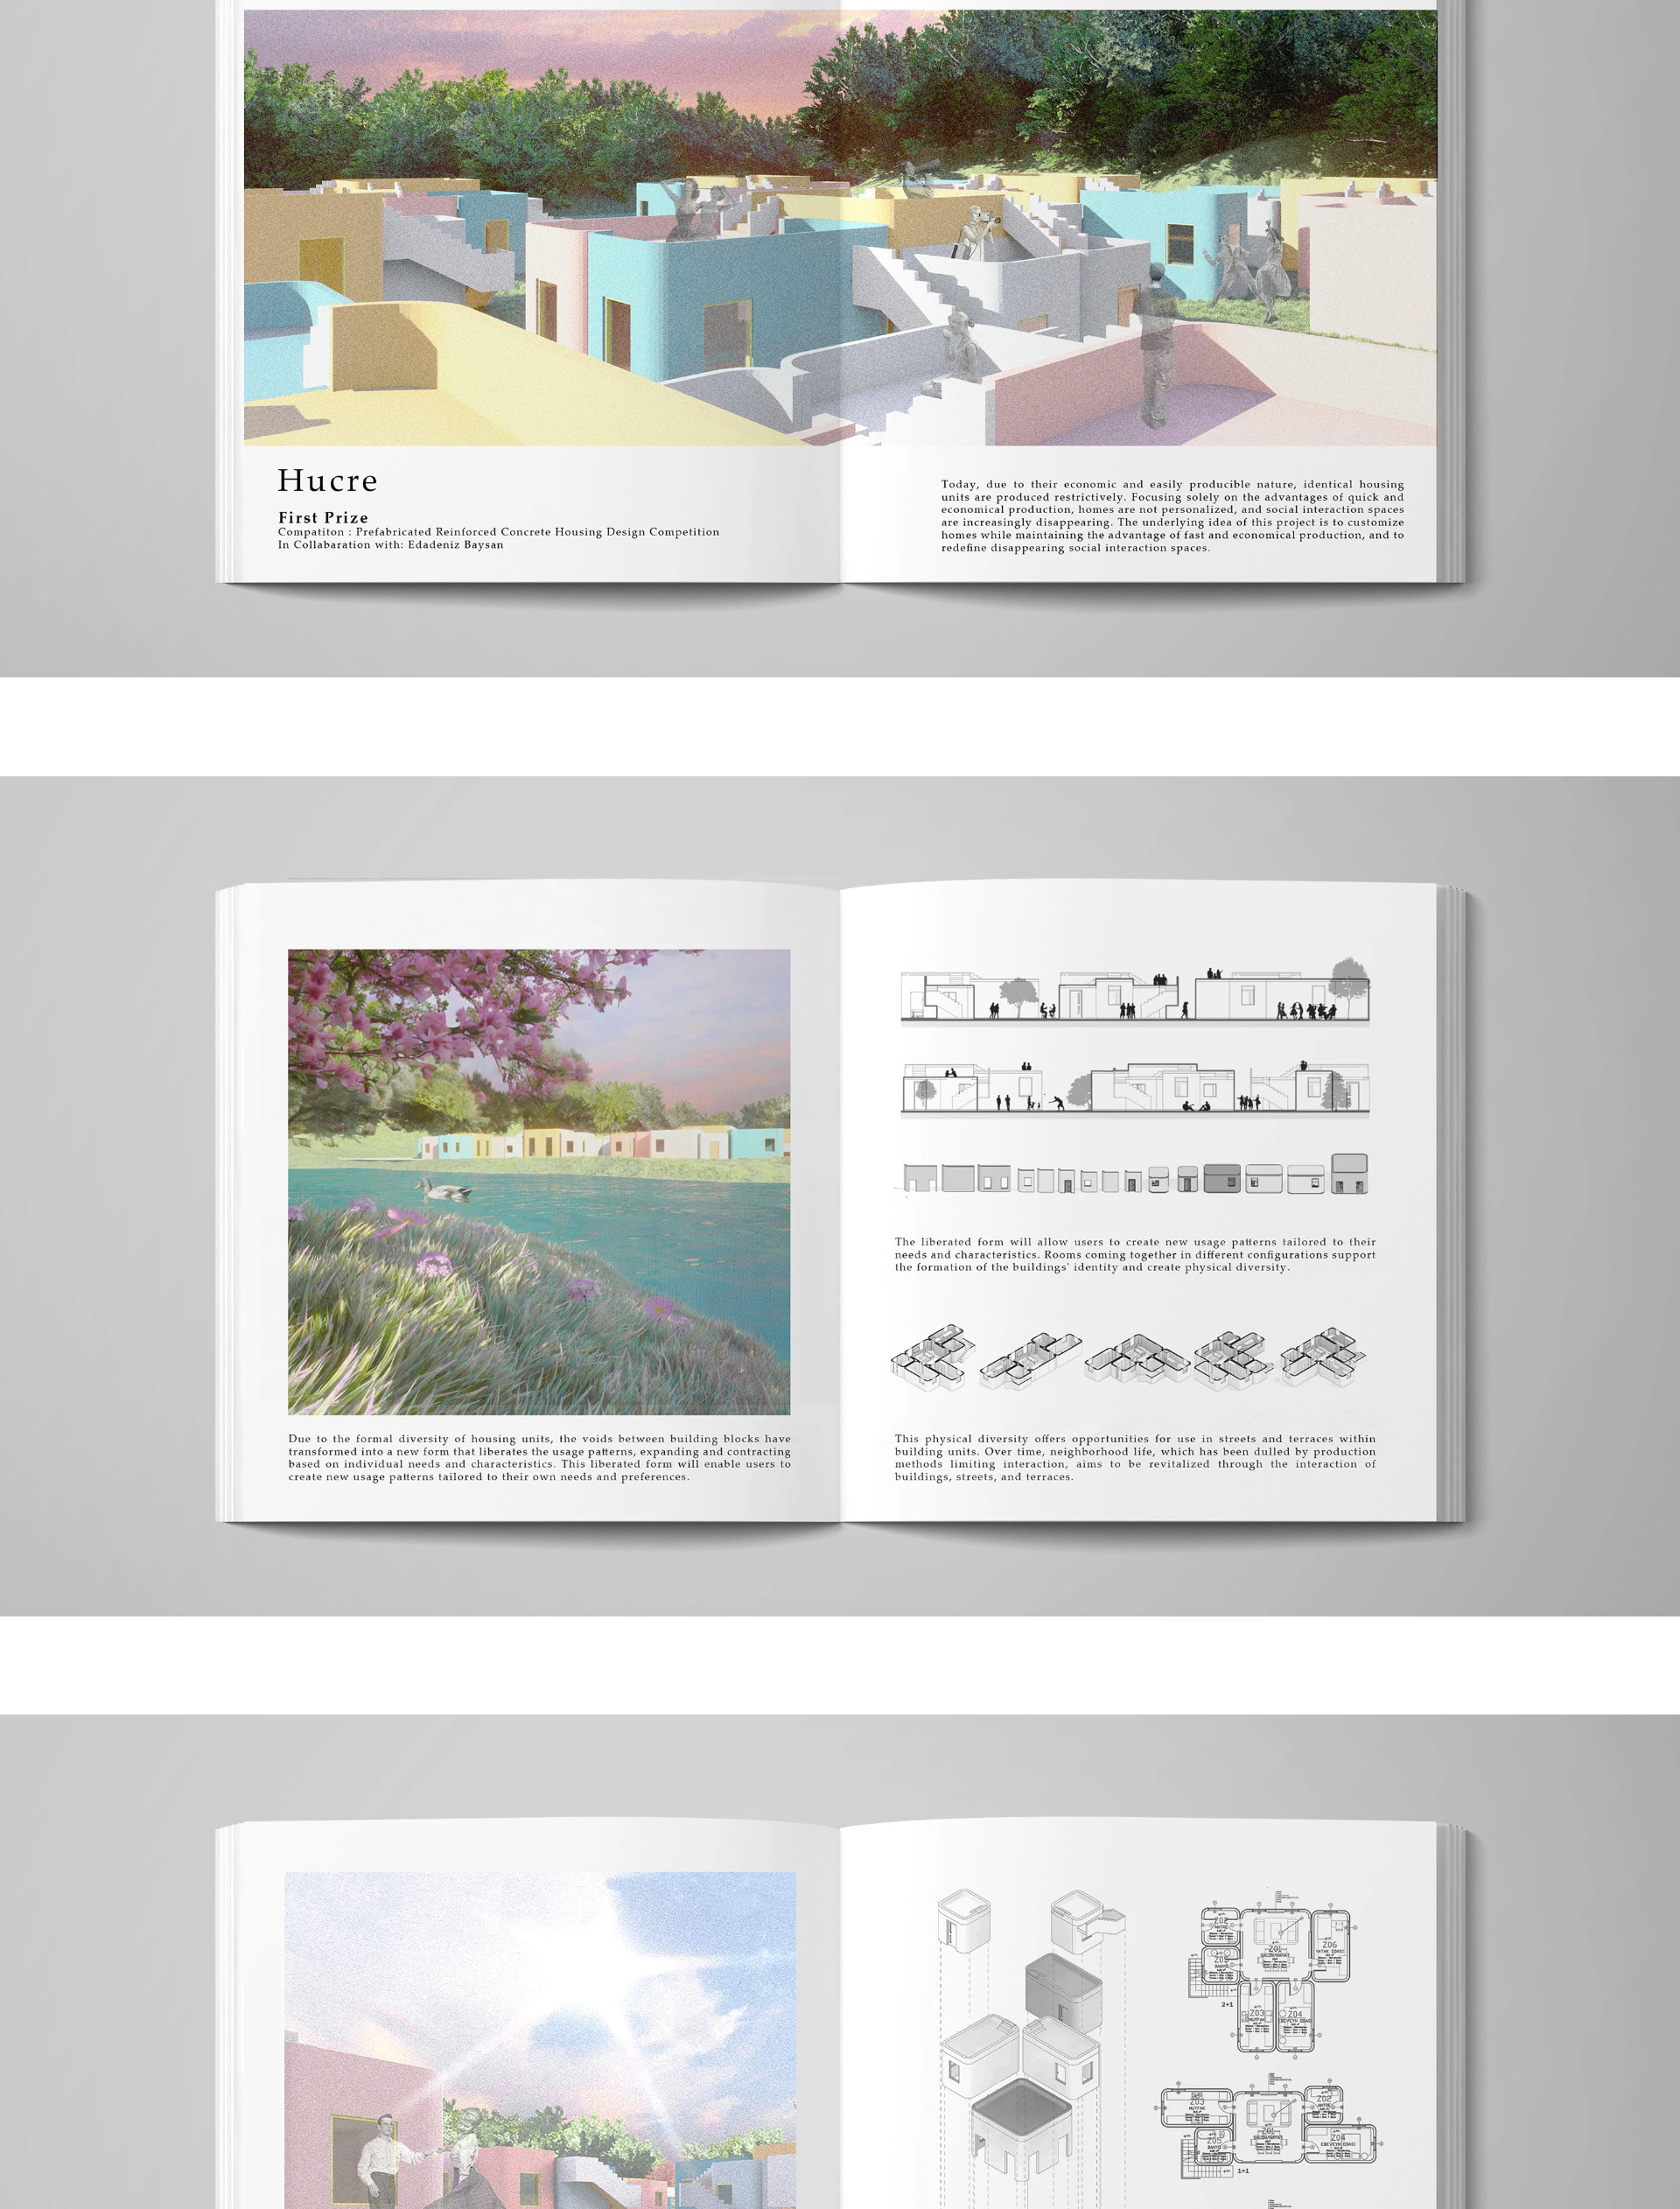 Hucre
First Prize
Compatiton : Prefabricated Reinforced Concrete Housing Design Competition
In Collabaration with: Edadeniz Baysan
Today, due to their economic and easily producible nature, identical housing
units are produced restrictively. Focusing solely on the advantages of quick and
economical production, homes are not personalized, and social interaction spaces
are increasingly disappearing. The underlying idea of this project is to customize
homes while maintaining the advantage of fast and economical production, and to
redefine disappearing social interaction spaces.
Due to the formal diversity of housing units, the voids between building blocks have
transformed into a new form that liberates the usage patterns, expanding and contracting
based on individual needs and characteristics. This liberated form will enable users to
create new usage patterns tailored to their own needs and preferences.
The liberated form will allow users to create new usage patterns tailored to their
needs and characteristics. Rooms coming together in different configurations support
the formation of the buildings' identity and create physical diversity.
This physical diversity offers opportunities for use in streets and terraces within
building units. Over time, neighborhood life, which has been dulled by production
methods limiting interaction, aims to be revitalized through the interaction of
buildings, streets, and terraces.
Z02
Z06
Z01
Z05
2+1
Z03
Z04
Z03
Z02
Z01
Z04
Z05
1+1